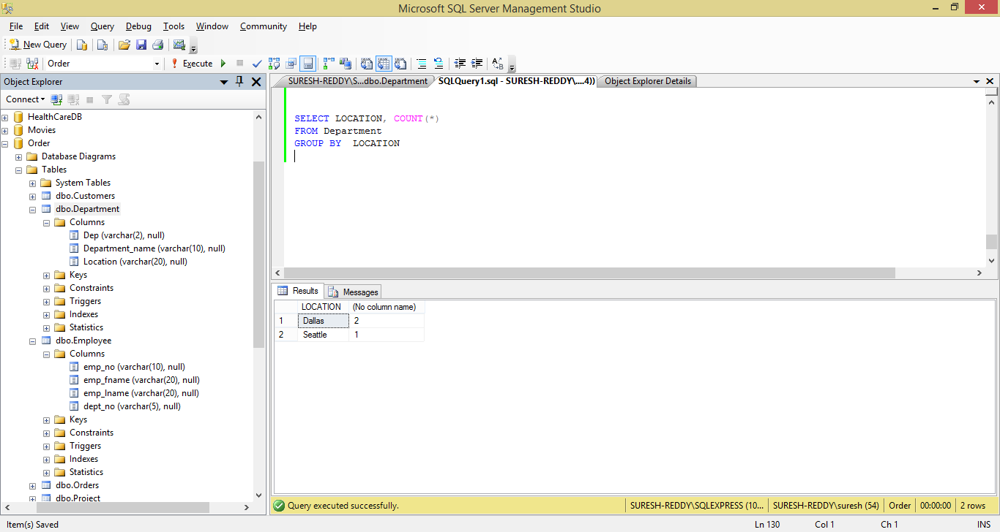 Microsoft SQL Server Management Studio
File Edit View Query Debug Tools Window Community Help
New Query
Order Execute
Object Explorer
Connect
HealthCareDB
Movies
Order
Database Diagrams
Tables
System Tables
dbo.Customers
dbo.Department
Columns
Dep (varchar(2), null)
Department_name (varchar(10), null)
Location (varchar(20), null)
Keys
Constraints
Triggers
Indexes
Statistics
dbo.Employee
Columns
emp_no (varchar(10), null)
emp_fname (varchar(20), null)
emp_lname (varchar(20), null)
dept_no (varchar(5), null)
Keys
Constraints
Triggers
Indexes
Statistics
dbo.Orders
dbo.Project
SURESH-REDDY\S...dbo.Department SQLQuery1.sql - SURESH-REDDY\....4)) Object Explorer Details
SELECT LOCATION, COUNT(*)
FROM Department
GROUP BY  LOCATION
Results Messages
LOCATION (No column name)
1 Dallas 2
2 Seattle 1
Query executed successfully. SURESH-REDDY\SQLEXPRESS (10... SURESH-REDDY\suresh (54) Order 00:00:00 2 rows
Item(s) Saved Ln 130 Col 1 Ch 1 INS